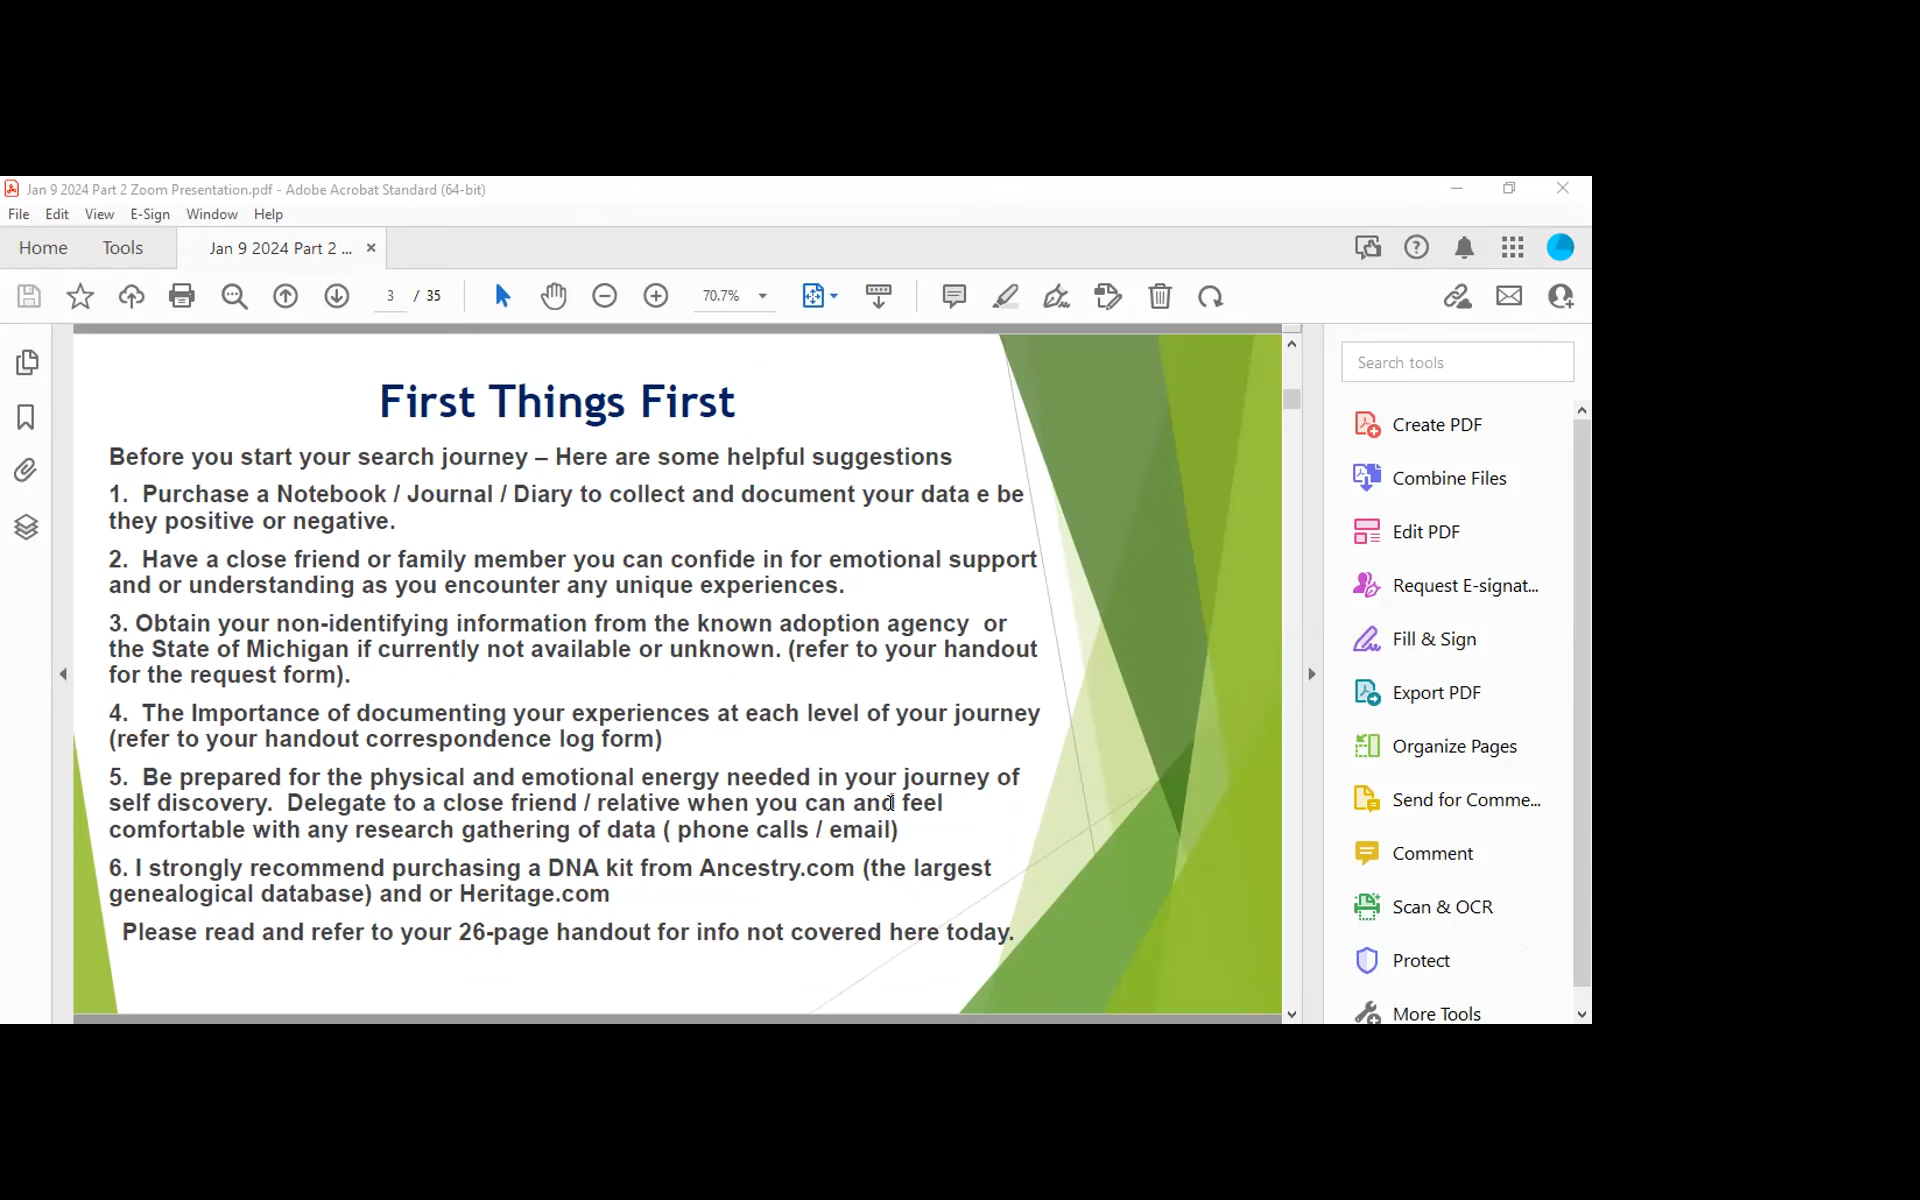 Jan 9 2024 Part 2 Zoom Presentation.pdf - Adobe Acrobat Standard (64-bit)
File Edit View E-Sign Window Help
Home Tools Jan 9 2024 Part 2 ... ×
3 / 35 70.7%
Search tools
Create PDF
Combine Files
Edit PDF
Request E-signat...
Fill & Sign
Export PDF
Organize Pages
Send for Comme...
Comment
Scan & OCR
Protect
More Tools
First Things First
Before you start your search journey – Here are some helpful suggestions
1. Purchase a Notebook / Journal / Diary to collect and document your data e be
they positive or negative.
2. Have a close friend or family member you can confide in for emotional support
and or understanding as you encounter any unique experiences.
3. Obtain your non-identifying information from the known adoption agency or
the State of Michigan if currently not available or unknown. (refer to your handout
for the request form).
4. The Importance of documenting your experiences at each level of your journey
(refer to your handout correspondence log form)
5. Be prepared for the physical and emotional energy needed in your journey of
self discovery. Delegate to a close friend / relative when you can and feel
comfortable with any research gathering of data ( phone calls / email)
6. I strongly recommend purchasing a DNA kit from Ancestry.com (the largest
genealogical database) and or Heritage.com
Please read and refer to your 26-page handout for info not covered here today.